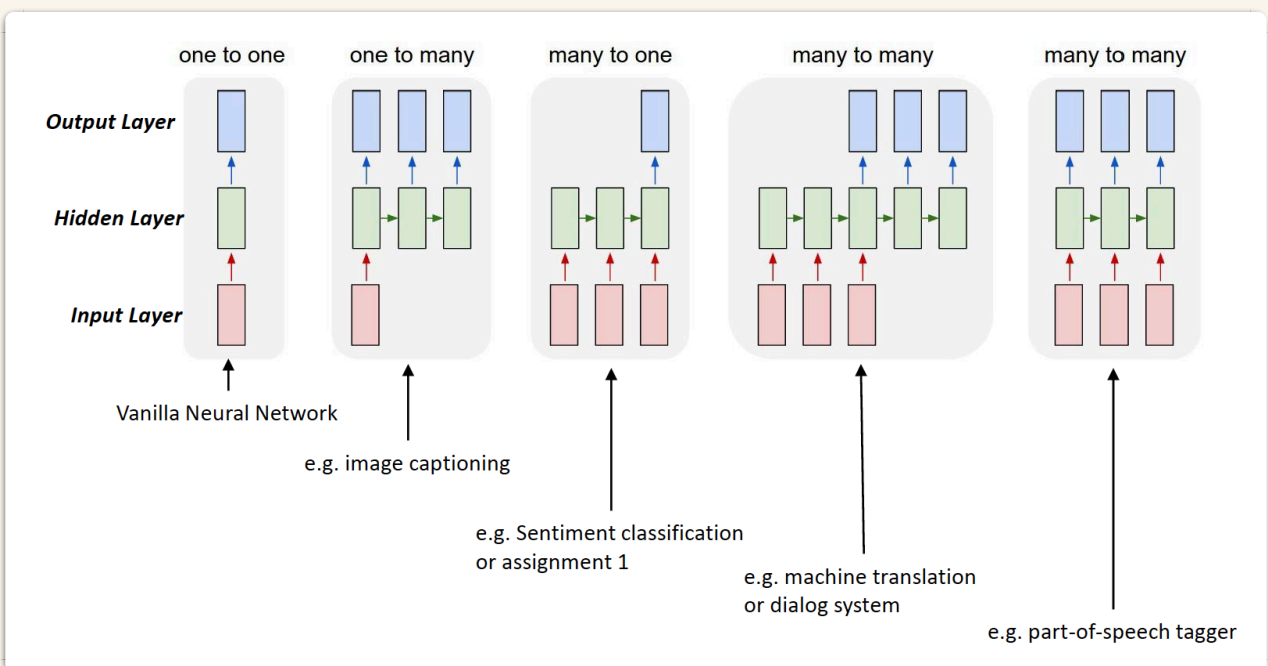 one to one
one to many
many to one
many to many
many to many
Output Layer
Hidden Layer
Input Layer
Vanilla Neural Network
e.g. image captioning
e.g. Sentiment classification
or assignment 1
e.g. machine translation
or dialog system
e.g. part-of-speech tagger